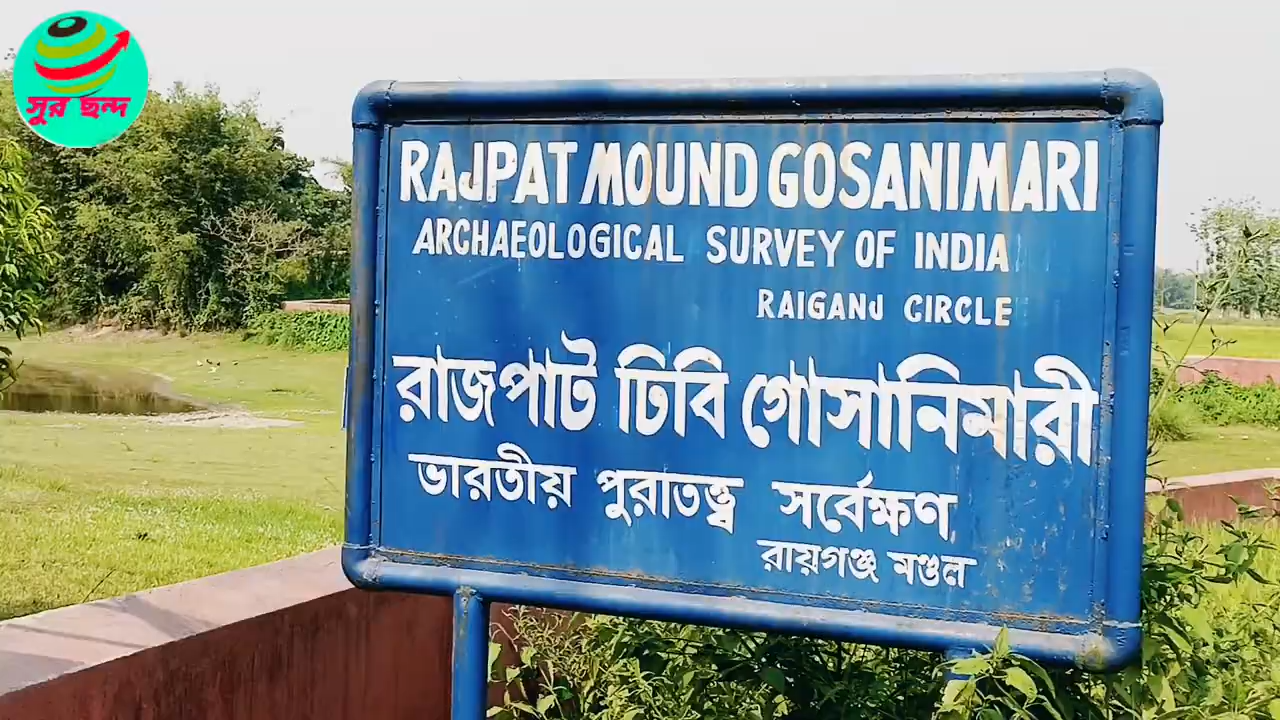 সুর ছন্দ
RAJPAT MOUND GOSANIMARI
ARCHAEOLOGICAL SURVEY OF INDIA
RAIGANJ CIRCLE
রাজপাট ঢিবি গোসানিমারী
ভারতীয় পুরাতত্ত্ব সর্বেক্ষণ,
রায়গঞ্জ মণ্ডল